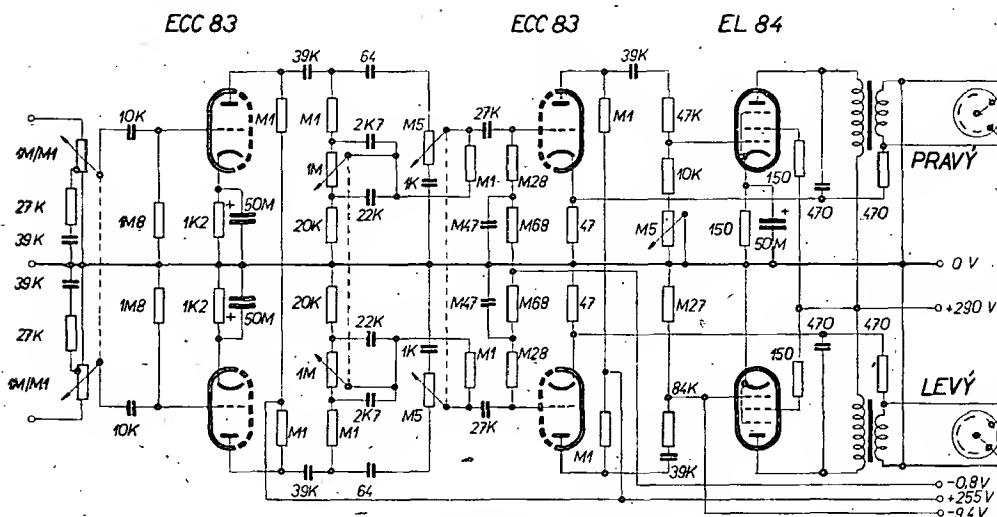 ECC 83 ECC 83 EL 84
39K 64 39K
10K M1 M1 2K7 M5 27K M1 47K
1M/M1 1M 1K M1 M28 10K 150 PRAVÝ
27K 1M8 1K2 + 50M 22K M47 M68 47 M5 150 + 50M 470 470
39K 20K
0 V
39K 1M8 1K2 + 50M 20K M47 M68 47 M27 +290 V
27K 22K 1K M1 M28 150 470 470
1M/M1 1M 2K7 M5 84K LEVÝ
10K M1 M1 27K M1 39K
39K 64
-0,8V
+255V
-9,4V